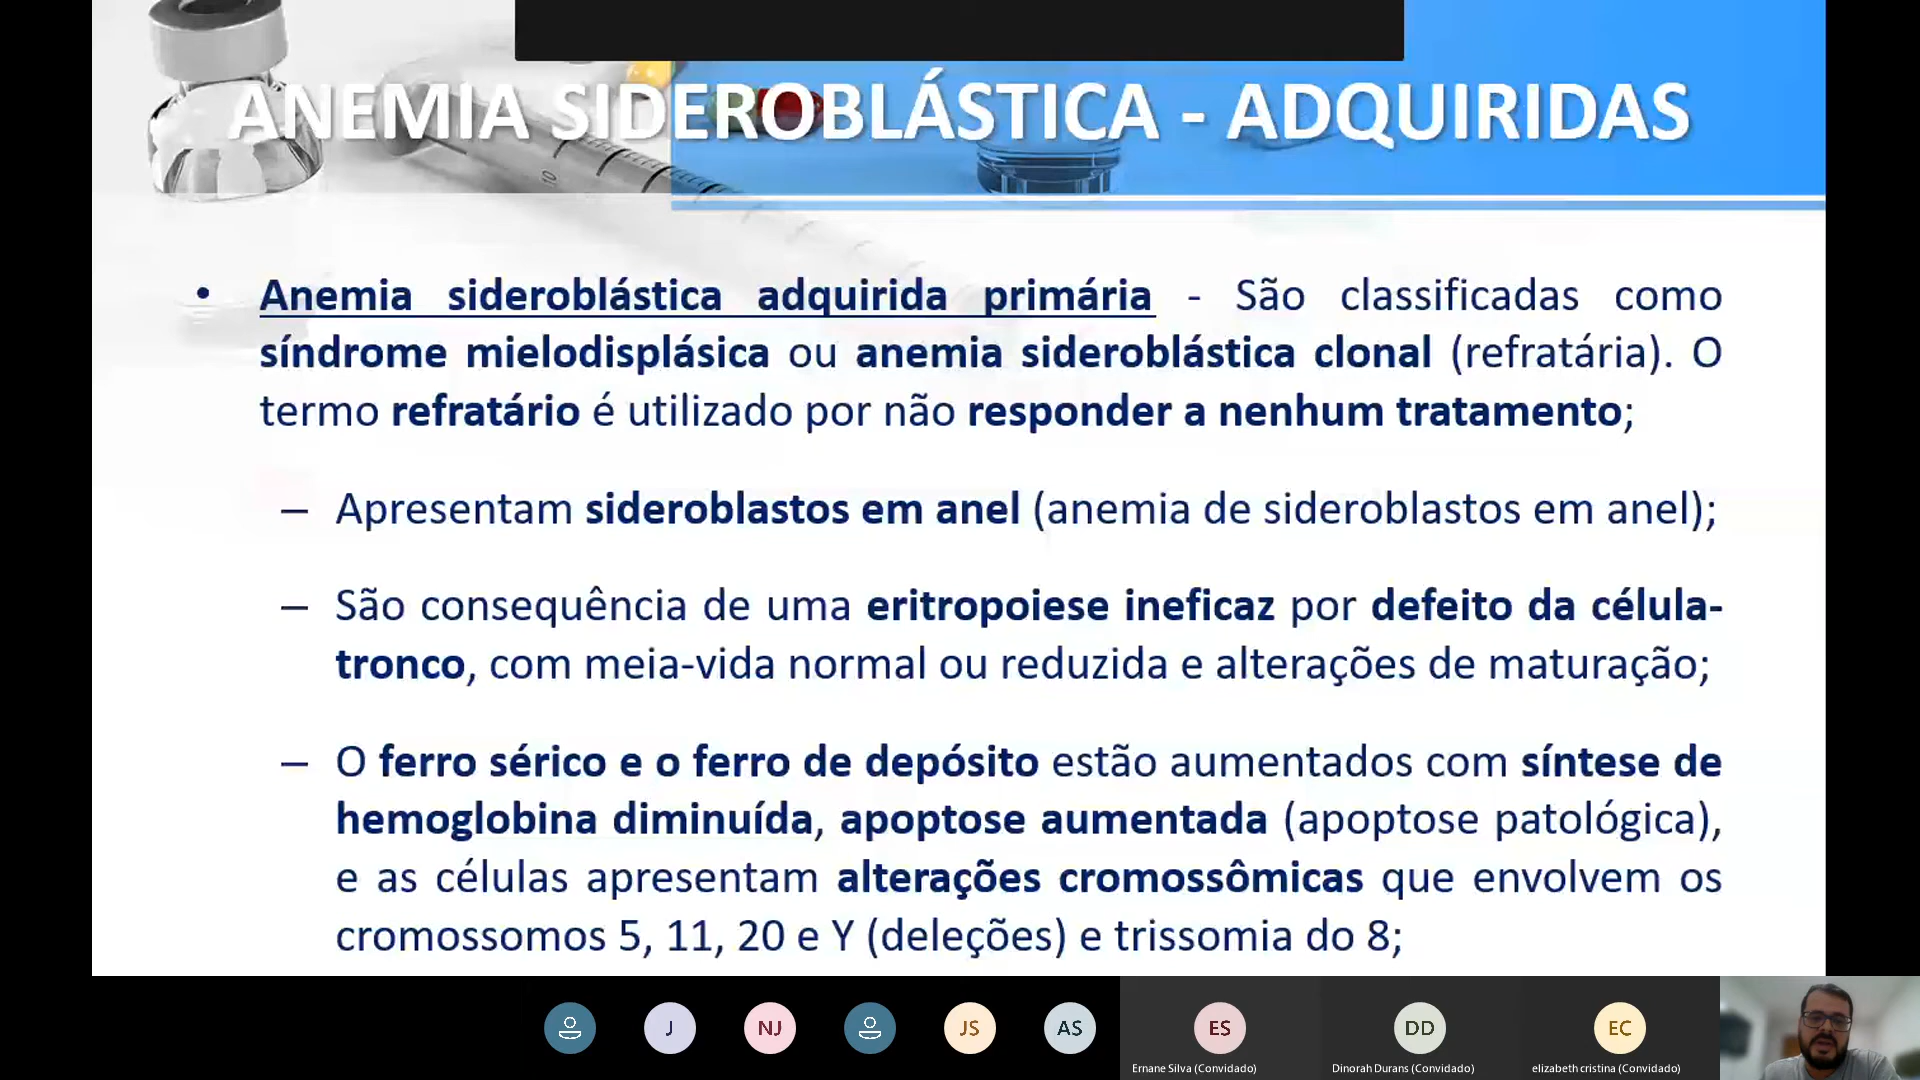 ANEMIA SIDEROBLÁSTICA - ADQUIRIDAS
• Anemia sideroblástica adquirida primária - São classificadas como
síndrome mielodisplásica ou anemia sideroblástica clonal (refratária). O
termo refratário é utilizado por não responder a nenhum tratamento;
– Apresentam sideroblastos em anel (anemia de sideroblastos em anel);
– São consequência de uma eritropoiese ineficaz por defeito da célula-
tronco, com meia-vida normal ou reduzida e alterações de maturação;
– O ferro sérico e o ferro de depósito estão aumentados com síntese de
hemoglobina diminuída, apoptose aumentada (apoptose patológica),
e as células apresentam alterações cromossômicas que envolvem os
cromossomos 5, 11, 20 e Y (deleções) e trissomia do 8;
J NJ JS AS ES DD EC
Ernane Silva (Convidado) Dinorah Durans (Convidado) elizabeth cristina (Convidado)